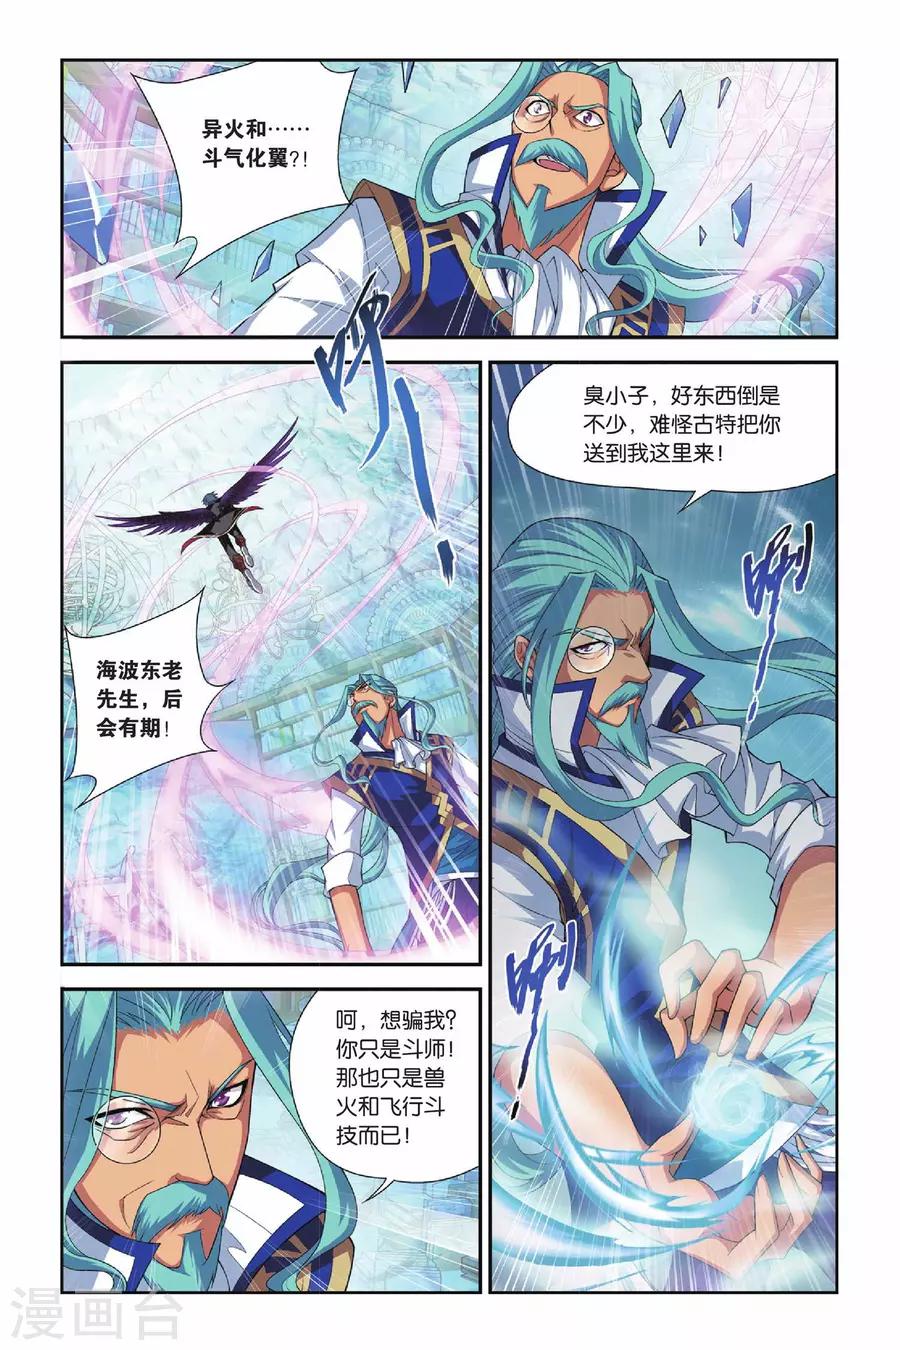 异火和……
斗气化翼?!
呼
海波东老
先生，后
会有期！
呵，想骗我？
你只是斗师！
那也只是兽
火和飞行斗
技而已！
臭小子，好东西倒是
不少，难怪古特把你
送到我这里来！
唰
唰
漫画台